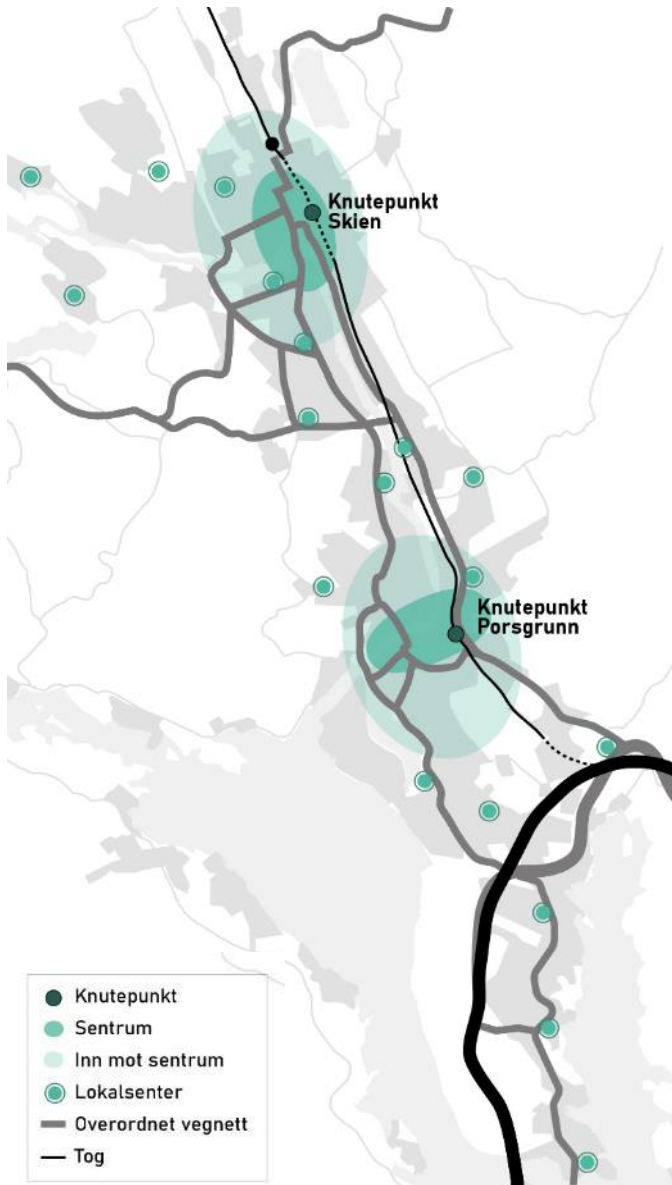 Knutepunkt
Skien
Knutepunkt
Porsgrunn
Knutepunkt
Sentrum
Inn mot sentrum
Lokalsenter
Overordnet vegnett
Tog